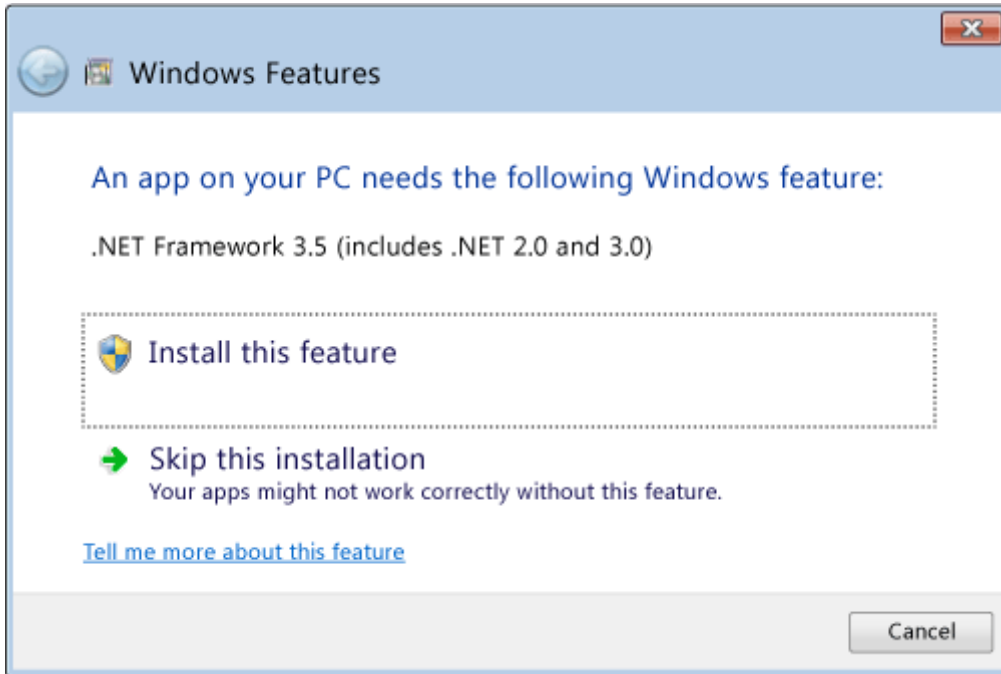 Windows Features
An app on your PC needs the following Windows feature:
.NET Framework 3.5 (includes .NET 2.0 and 3.0)
Install this feature
Skip this installation
Your apps might not work correctly without this feature.
Tell me more about this feature
Cancel